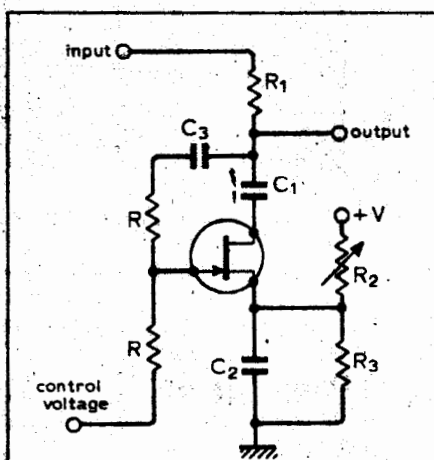 input
R1
C3
output
C1
+V
R
R2
R
C2
R3
control
voltage